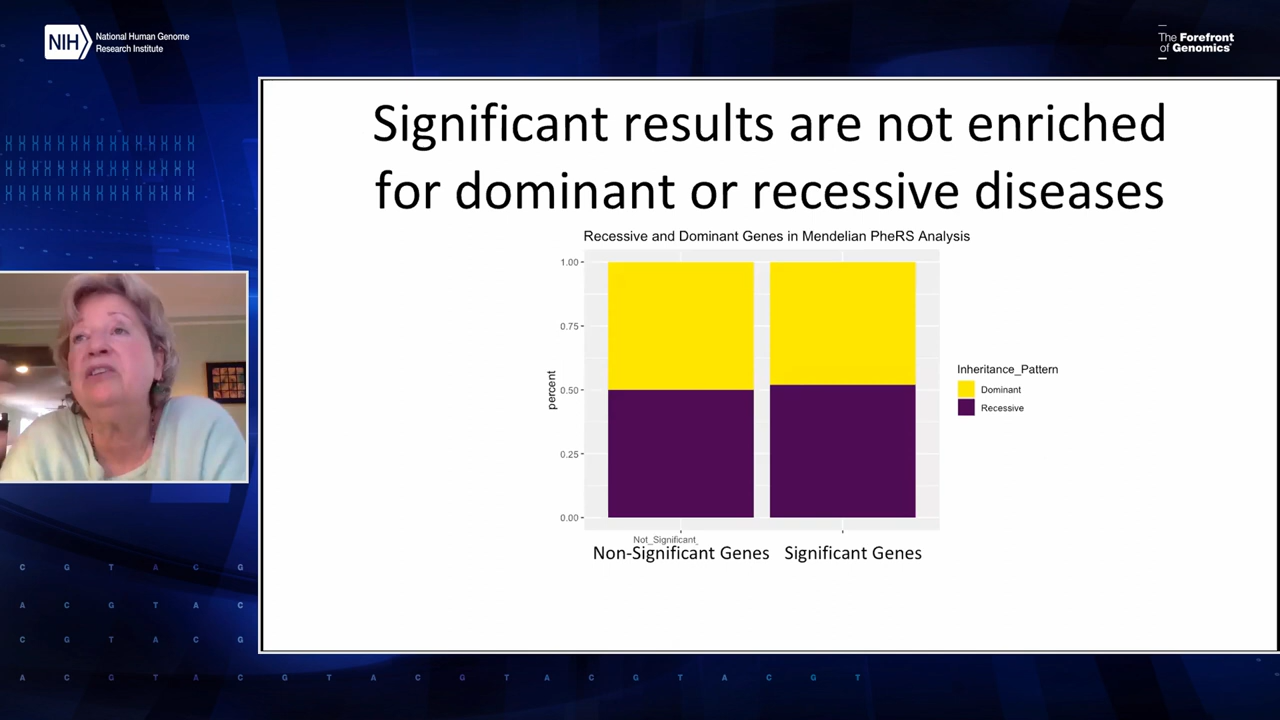 NIH
National Human Genome
Research Institute
The Forefront
of Genomics®
Significant results are not enriched
for dominant or recessive diseases
Recessive and Dominant Genes in Mendelian PheRS Analysis
1.00
0.75
0.50
0.25
0.00
percent
Inheritance_Pattern
Dominant
Recessive
Not_Significant_
Non-Significant Genes Significant Genes
C G T A C G
A C G T A C
C G T A C G
A C G T A C G T A C G T A C G T A C G T